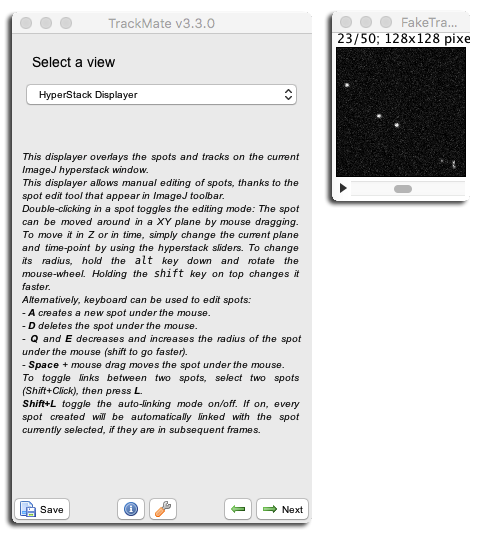 TrackMate v3.3.0
FakeTra...
23/50; 128x128 pixe
Select a view
HyperStack Displayer
This displayer overlays the spots and tracks on the current
ImageJ hyperstack window.
This displayer allows manual editing of spots, thanks to the
spot edit tool that appear in ImageJ toolbar.
Double-clicking in a spot toggles the editing mode: The spot
can be moved around in a XY plane by mouse dragging.
To move it in Z or in time, simply change the current plane
and time-point by using the hyperstack sliders. To change
its radius, hold the alt key down and rotate the
mouse-wheel. Holding the shift key on top changes it
faster.
Alternatively, keyboard can be used to edit spots:
- A creates a new spot under the mouse.
- D deletes the spot under the mouse.
- Q and E decreases and increases the radius of the spot
under the mouse (shift to go faster).
- Space + mouse drag moves the spot under the mouse.
To toggle links between two spots, select two spots
(Shift+Click), then press L.
Shift+L toggle the auto-linking mode on/off. If on, every
spot created will be automatically linked with the spot
currently selected, if they are in subsequent frames.
Save
Next